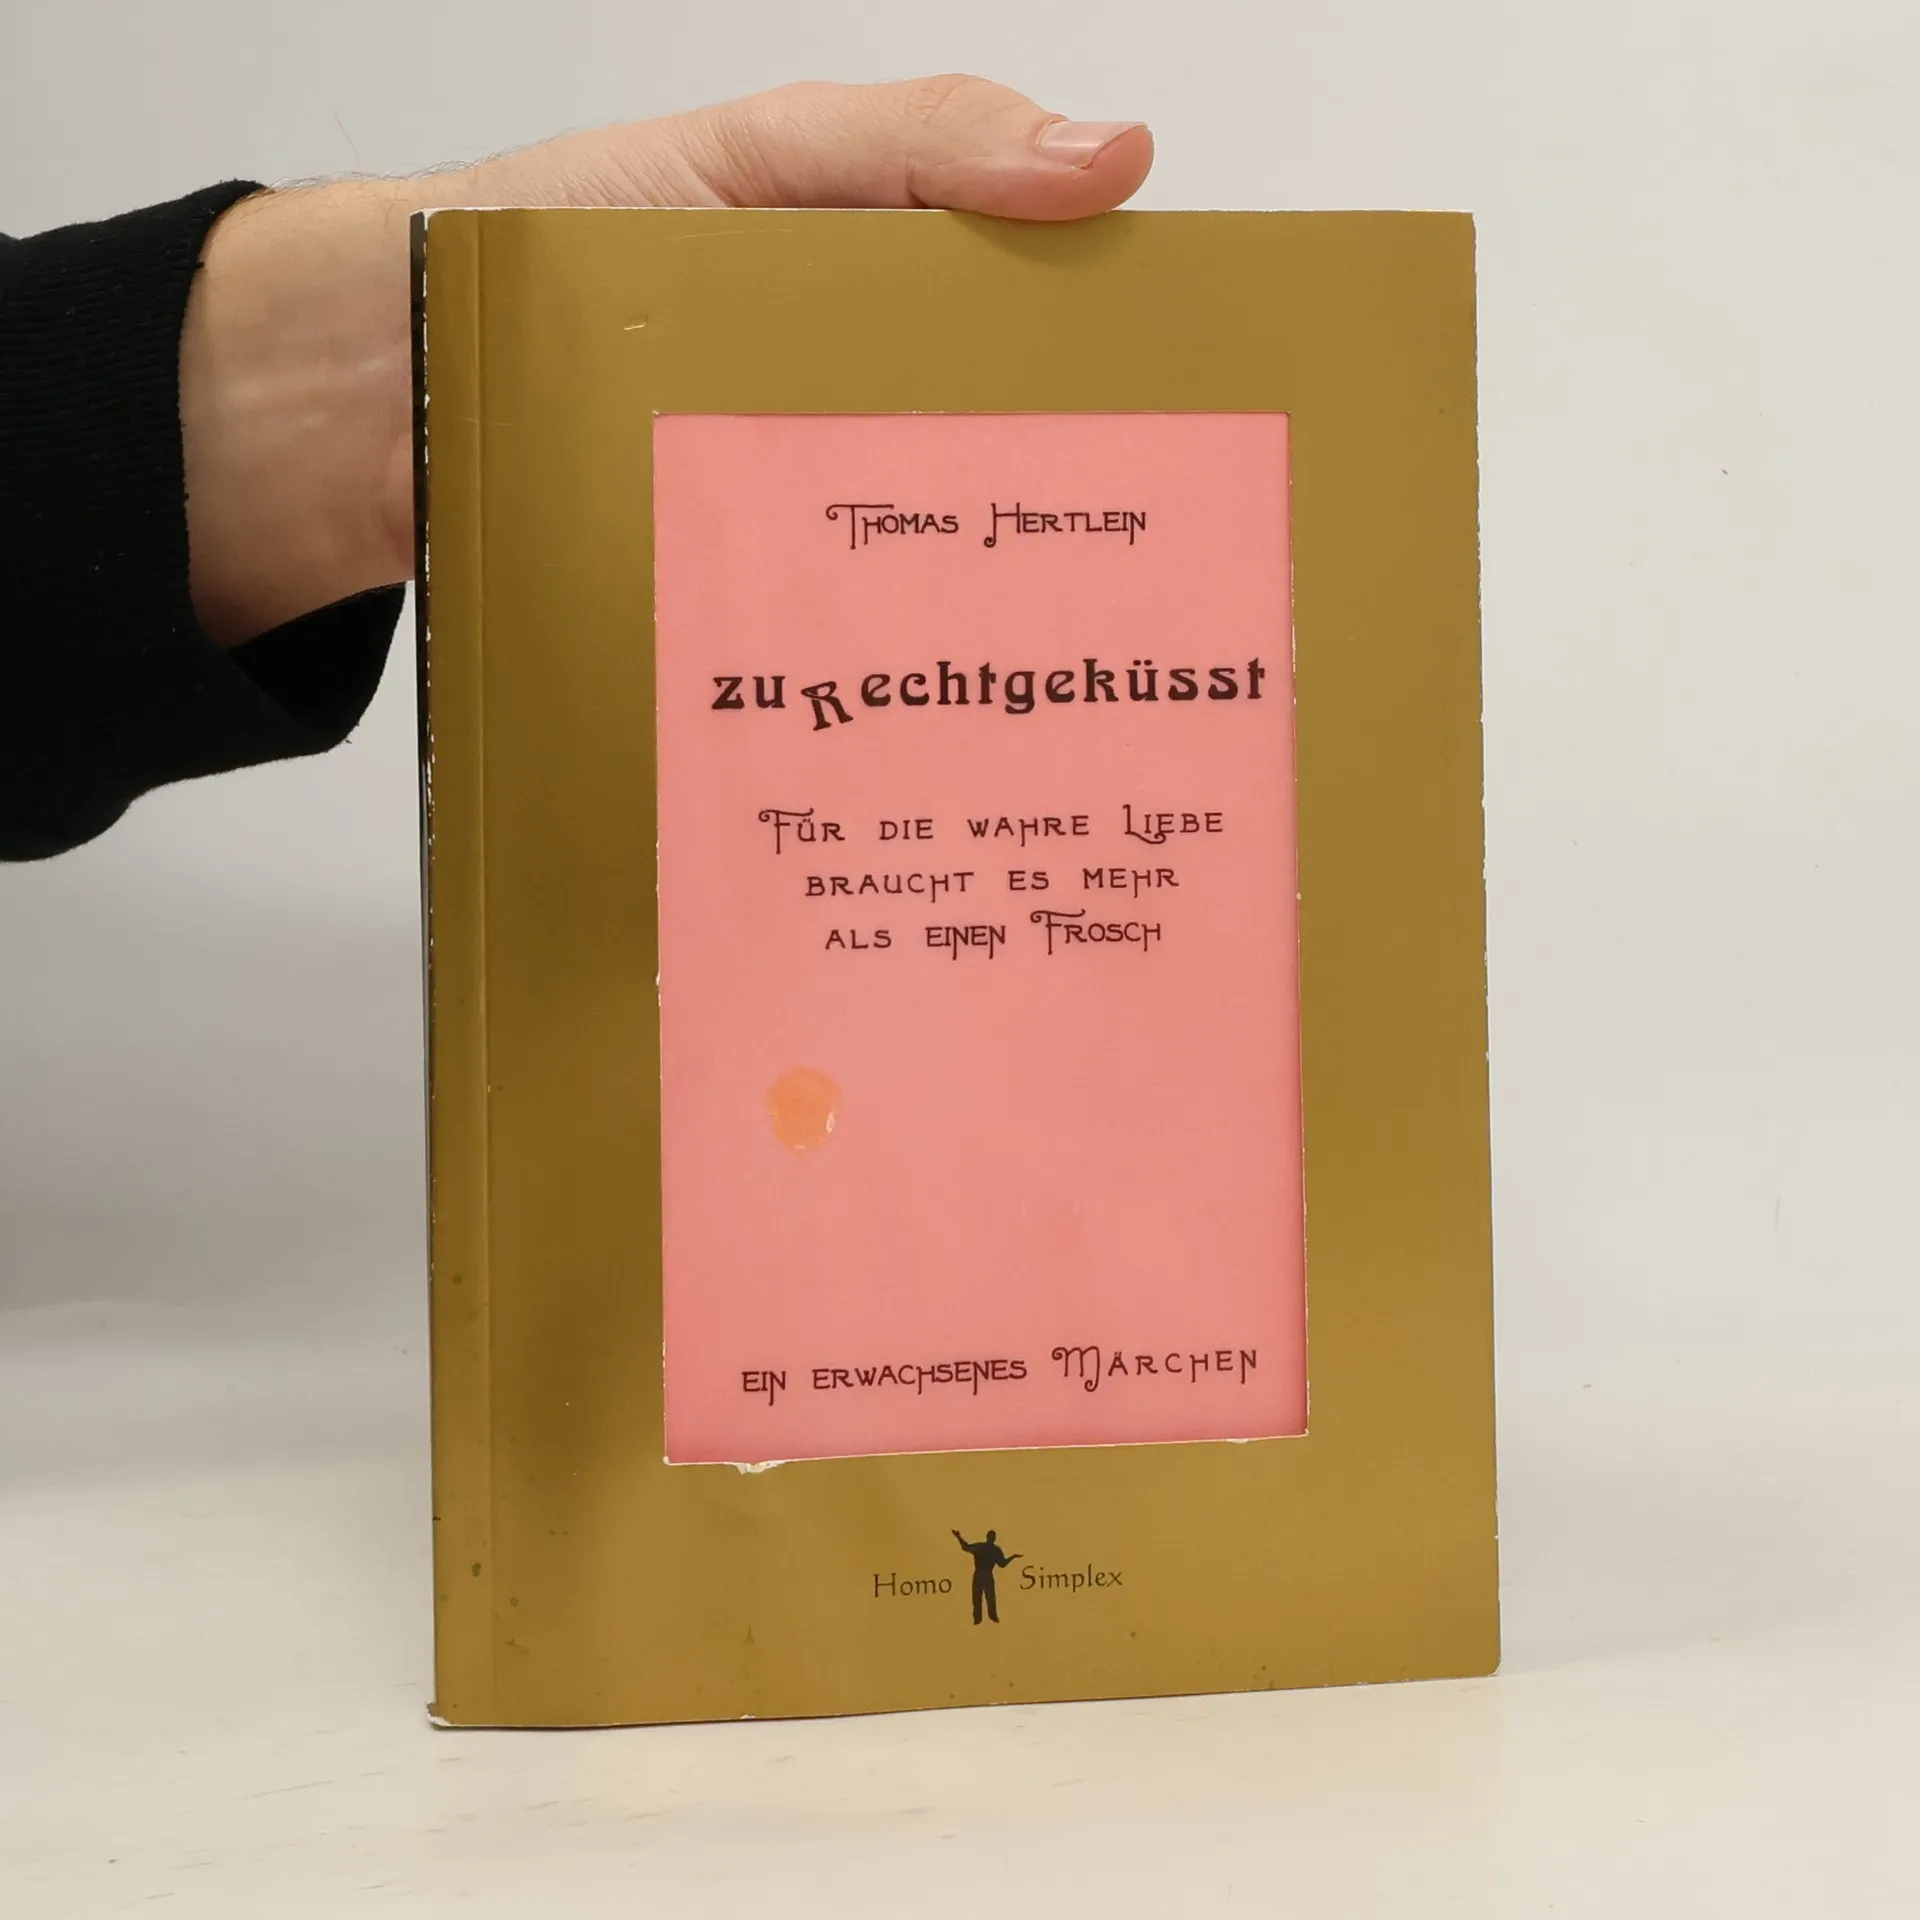 Thomas Hertlein
zuRechtgeküsst
Für die wahre Liebe
braucht es mehr
als einen Frosch
ein erwachsenes Märchen
Homo Simplex